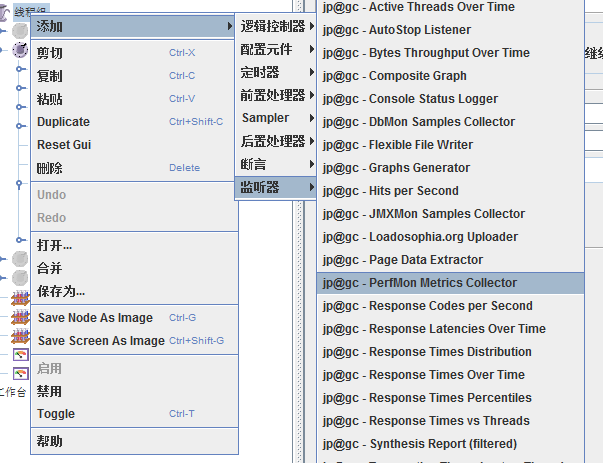 线程组
添加
剪切 Ctrl-X
复制 Ctrl-C
粘贴 Ctrl-V
Duplicate Ctrl+Shift-C
Reset Gui
删除 Delete
Undo
Redo
打开...
合并
保存为...
Save Node As Image Ctrl-G
Save Screen As Image Ctrl+Shift-G
启用
禁用
Toggle Ctrl-T
帮助
工作台
逻辑控制器
配置元件
定时器
前置处理器
Sampler
后置处理器
断言
监听器
jp@gc - Active Threads Over Time
jp@gc - AutoStop Listener
jp@gc - Bytes Throughput Over Time
jp@gc - Composite Graph
jp@gc - Console Status Logger
jp@gc - DbMon Samples Collector
jp@gc - Flexible File Writer
jp@gc - Graphs Generator
jp@gc - Hits per Second
jp@gc - JMXMon Samples Collector
jp@gc - Loadosophia.org Uploader
jp@gc - Page Data Extractor
jp@gc - PerfMon Metrics Collector
jp@gc - Response Codes per Second
jp@gc - Response Latencies Over Time
jp@gc - Response Times Distribution
jp@gc - Response Times Over Time
jp@gc - Response Times Percentiles
jp@gc - Response Times vs Threads
jp@gc - Synthesis Report (filtered)
继续